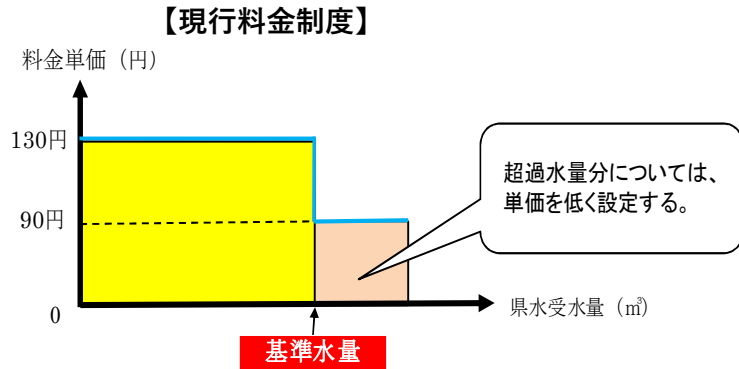 【現行料金制度】
料金単価（円）
130円
超過水量分については、
単価を低く設定する。
90円
0
県水受水量（㎥）
基準水量